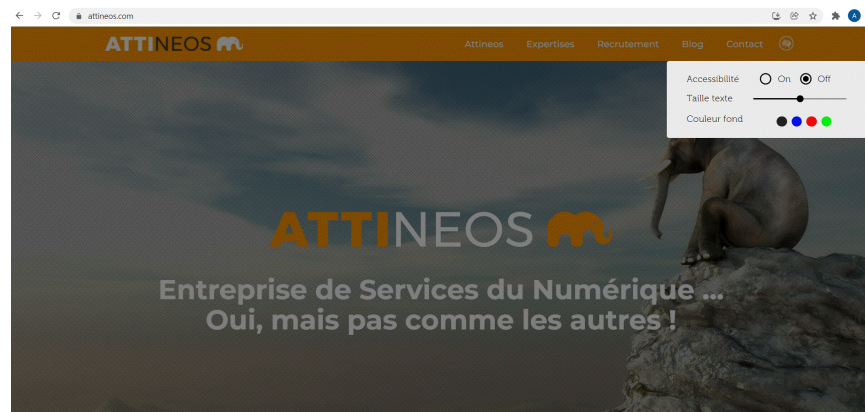 attineos.com
A
ATTINEOS
Attineos Expertises Recrutement Blog Contact
Accessibilité On Off
Taille texte
Couleur fond
ATTINEOS
Entreprise de Services du Numérique ...
Oui, mais pas comme les autres !